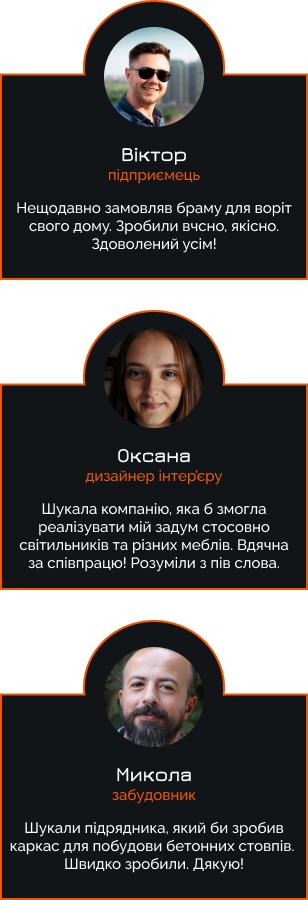 Віктор
підприємець
Нещодавно замовляв браму для воріт
свого дому. Зробили вчсно, якісно.
Здоволений усім!
Оксана
дизайнер інтер'єру
Шукала компанію, яка б змогла
реалізувати мій задум стосовно
світильників та різних меблів. Вдячна
за співпрацю! Розуміли з пів слова.
Микола
забудовник
Шукали підрядника, який би зробив
каркас для побудови бетонних стовпів.
Швидко зробили. Дякую!